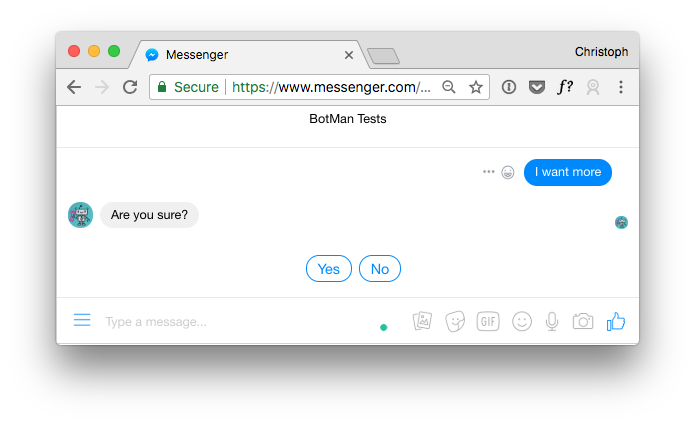 Messenger
Christoph
Secure https://www.messenger.com/...
f?
BotMan Tests
I want more
Are you sure?
Yes No
Type a message...
GIF